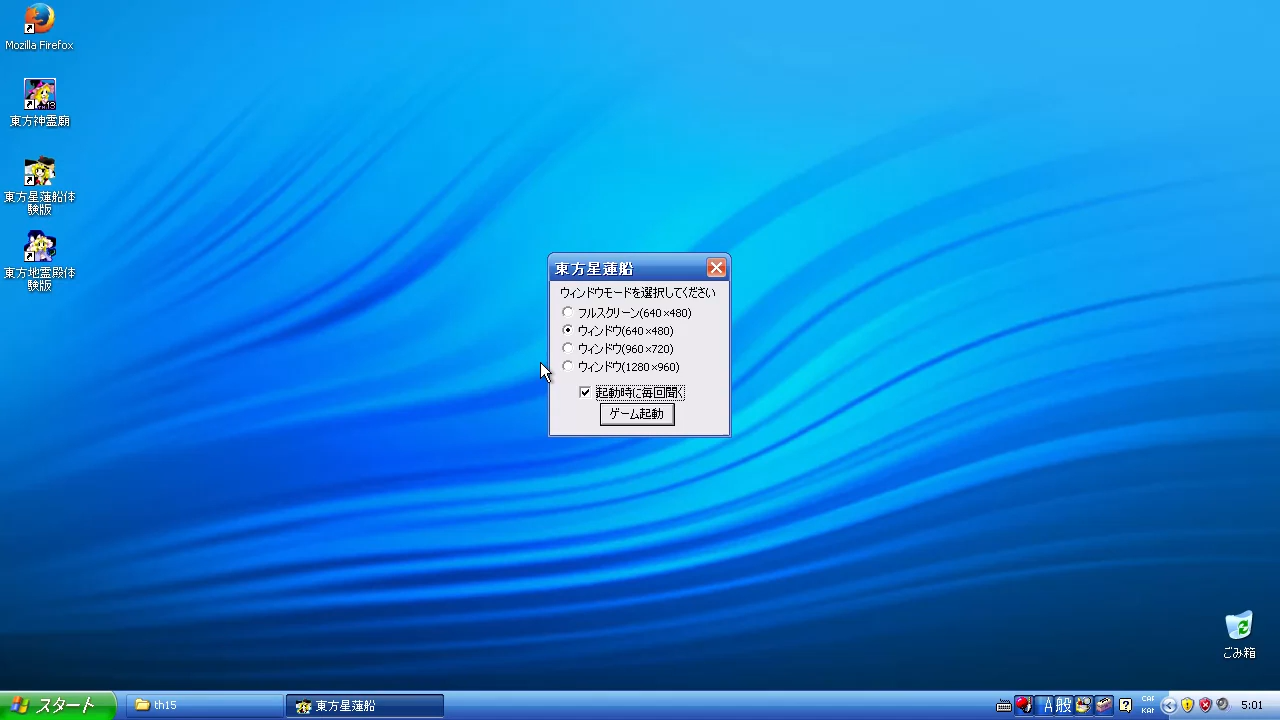 Mozilla Firefox
東方神霊廟
東方星蓮船体
験版
東方地霊殿体
験版
東方星蓮船
ウィンドウモードを選択してください
フルスクリーン(640×480)
ウィンドウ(640×480)
ウィンドウ(960×720)
ウィンドウ(1280×960)
起動時に毎回聞く
ゲーム起動
ごみ箱
スタート
th15
東方星蓮船
A 般
CAP
KANA
5:01